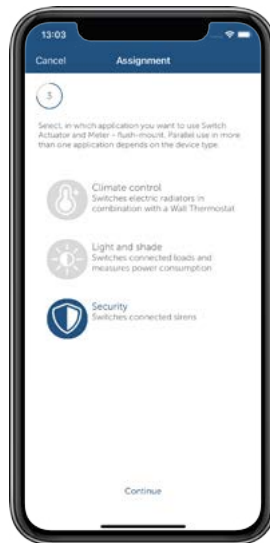 13:03
Cancel Assignment
3
Select, in which application you want to use Switch
Actuator and Meter - flush-mount. Parallel use in more
than one application depends on the device type.
Climate control
Switches electric radiators in
combination with a Wall Thermostat
Light and shade
Switches connected loads and
measures power consumption
Security
Switches connected sirens
Continue